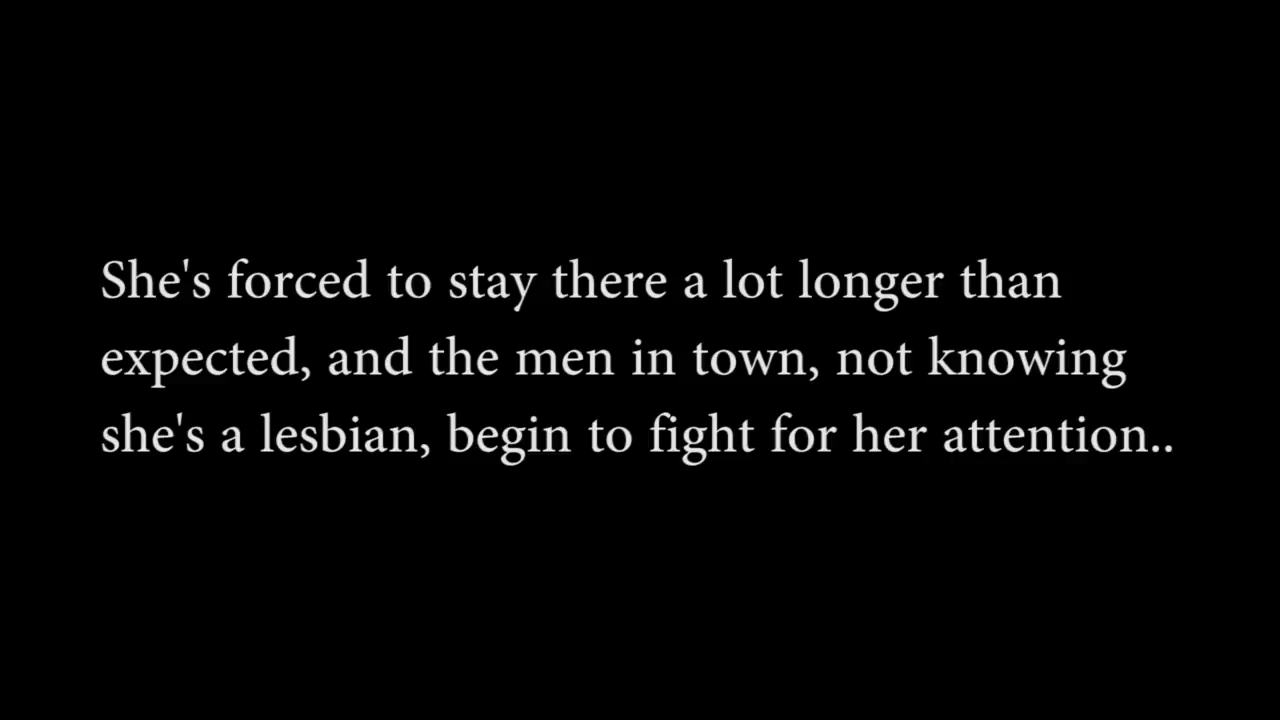 She's forced to stay there a lot longer than
expected, and the men in town, not knowing
she's a lesbian, begin to fight for her attention..